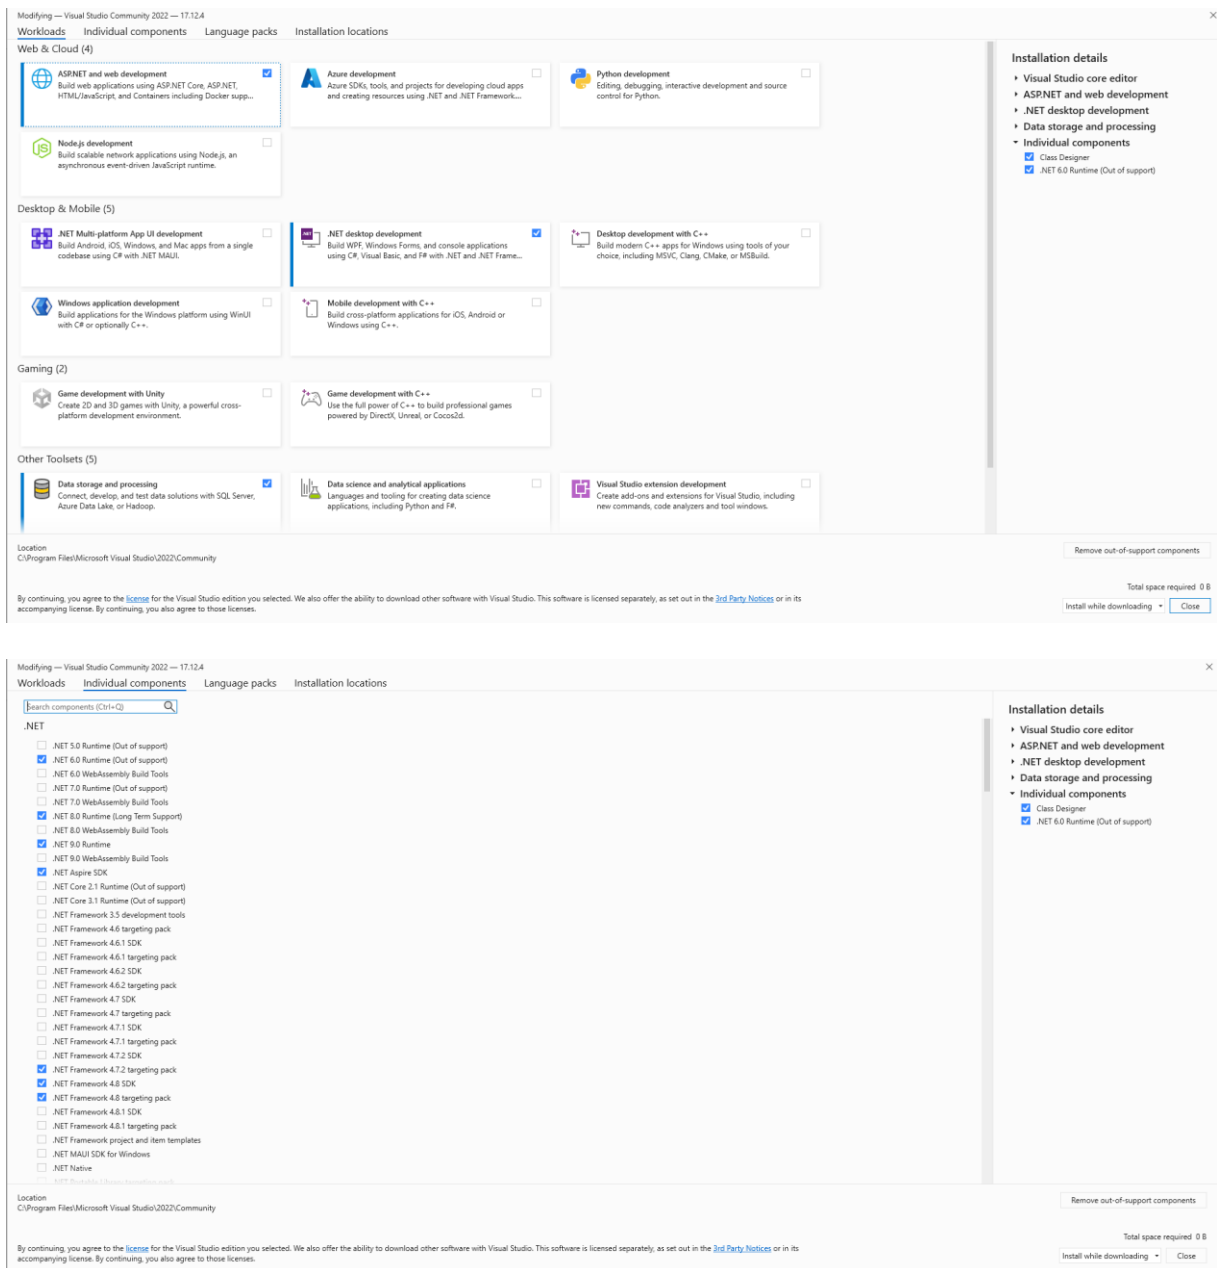 Modifying — Visual Studio Community 2022 — 17.12.4
Workloads Individual components Language packs Installation locations
Web & Cloud (4)
ASP.NET and web development
Build web applications using ASP.NET Core, ASP.NET,
HTML/JavaScript, and Containers including Docker supp...
Azure development
Azure SDKs, tools, and projects for developing cloud apps
and creating resources using .NET and .NET Framework....
Python development
Editing, debugging, interactive development and source
control for Python.
Node.js development
Build scalable network applications using Node.js, an
asynchronous event-driven JavaScript runtime.
Desktop & Mobile (5)
.NET Multi-platform App UI development
Build Android, iOS, Windows, and Mac apps from a single
codebase using C# with .NET MAUI.
.NET desktop development
Build WPF, Windows Forms, and console applications
using C#, Visual Basic, and F# with .NET and .NET Frame...
Desktop development with C++
Build modern C++ apps for Windows using tools of your
choice, including MSVC, Clang, CMake, or MSBuild.
Windows application development
Build applications for the Windows platform using WinUI
with C# or optionally C++.
Mobile development with C++
Build cross-platform applications for iOS, Android or
Windows using C++.
Gaming (2)
Game development with Unity
Create 2D and 3D games with Unity, a powerful cross-
platform development environment.
Game development with C++
Use the full power of C++ to build professional games
powered by DirectX, Unreal, or Cocos2d.
Other Toolsets (5)
Data storage and processing
Connect, develop, and test data solutions with SQL Server,
Azure Data Lake, or Hadoop.
Data science and analytical applications
Languages and tooling for creating data science
applications, including Python and F#.
Visual Studio extension development
Create add-ons and extensions for Visual Studio, including
new commands, code analyzers and tool windows.
Installation details
Visual Studio core editor
ASP.NET and web development
.NET desktop development
Data storage and processing
Individual components
Class Designer
.NET 6.0 Runtime (Out of support)
Location
C:\Program Files\Microsoft Visual Studio\2022\Community
Remove out-of-support components
Total space required 0 B
By continuing, you agree to the license for the Visual Studio edition you selected. We also offer the ability to download other software with Visual Studio. This software is licensed separately, as set out in the 3rd Party Notices or in its
accompanying license. By continuing, you also agree to those licenses.
Install while downloading Close
Modifying — Visual Studio Community 2022 — 17.12.4
Workloads Individual components Language packs Installation locations
Search components (Ctrl+Q)
.NET
.NET 5.0 Runtime (Out of support)
.NET 6.0 Runtime (Out of support)
.NET 6.0 WebAssembly Build Tools
.NET 7.0 Runtime (Out of support)
.NET 7.0 WebAssembly Build Tools
.NET 8.0 Runtime (Long Term Support)
.NET 8.0 WebAssembly Build Tools
.NET 9.0 Runtime
.NET 9.0 WebAssembly Build Tools
.NET Aspire SDK
.NET Core 2.1 Runtime (Out of support)
.NET Core 3.1 Runtime (Out of support)
.NET Framework 3.5 development tools
.NET Framework 4.6 targeting pack
.NET Framework 4.6.1 SDK
.NET Framework 4.6.1 targeting pack
.NET Framework 4.6.2 SDK
.NET Framework 4.6.2 targeting pack
.NET Framework 4.7 SDK
.NET Framework 4.7 targeting pack
.NET Framework 4.7.1 SDK
.NET Framework 4.7.1 targeting pack
.NET Framework 4.7.2 SDK
.NET Framework 4.7.2 targeting pack
.NET Framework 4.8 SDK
.NET Framework 4.8 targeting pack
.NET Framework 4.8.1 SDK
.NET Framework 4.8.1 targeting pack
.NET Framework project and item templates
.NET MAUI SDK for Windows
.NET Native
.NET Portable Library targeting pack
Installation details
Visual Studio core editor
ASP.NET and web development
.NET desktop development
Data storage and processing
Individual components
Class Designer
.NET 6.0 Runtime (Out of support)
Location
C:\Program Files\Microsoft Visual Studio\2022\Community
Remove out-of-support components
Total space required 0 B
By continuing, you agree to the license for the Visual Studio edition you selected. We also offer the ability to download other software with Visual Studio. This software is licensed separately, as set out in the 3rd Party Notices or in its
accompanying license. By continuing, you also agree to those licenses.
Install while downloading Close